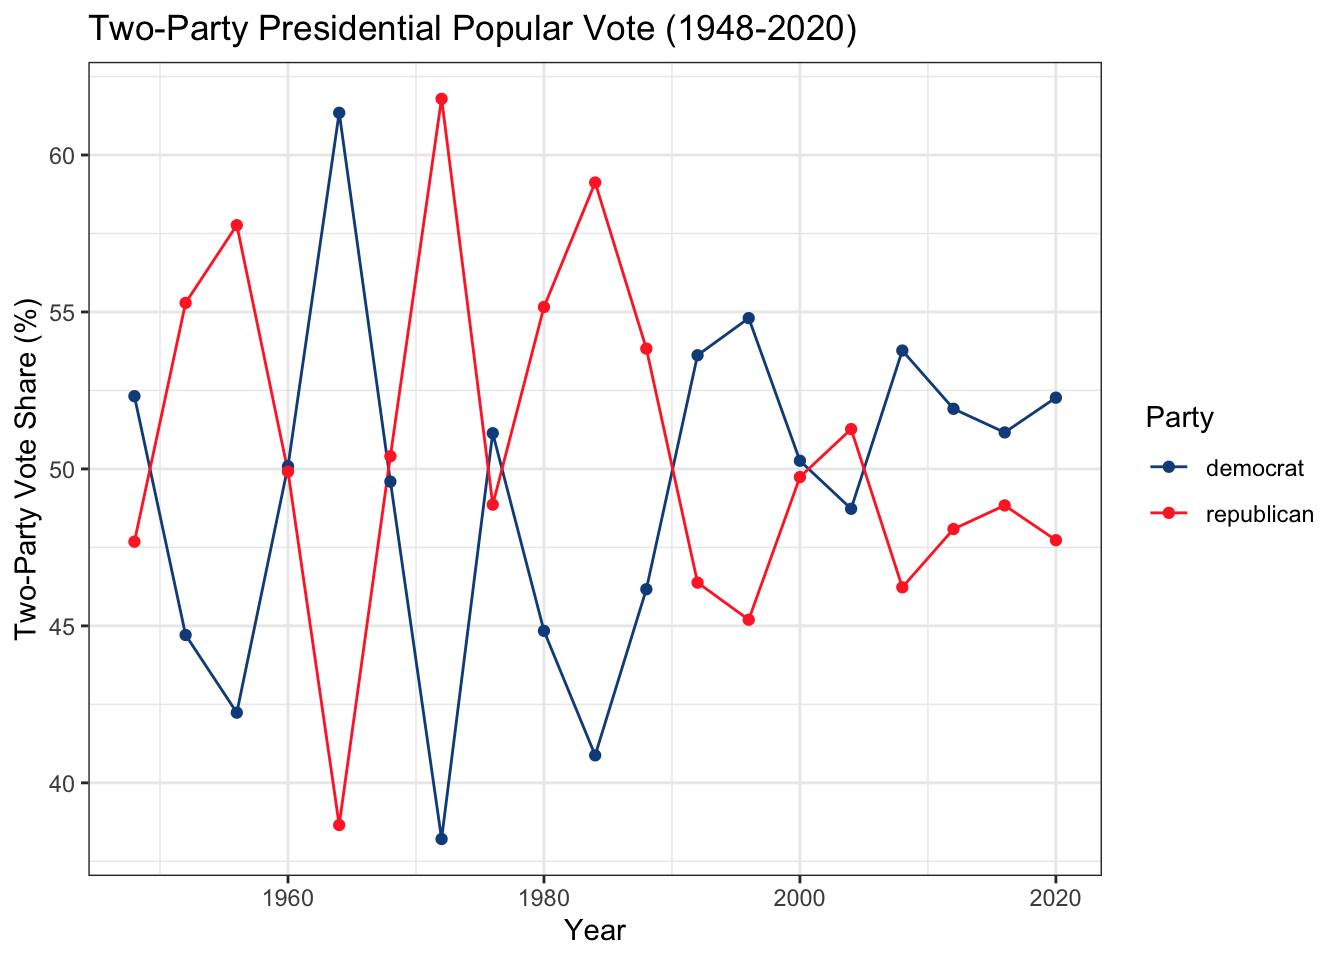 Two-Party Presidential Popular Vote (1948-2020)
Two-Party Vote Share (%)
60
55
50
45
40
1960
1980
2000
2020
Year
Party
democrat
republican